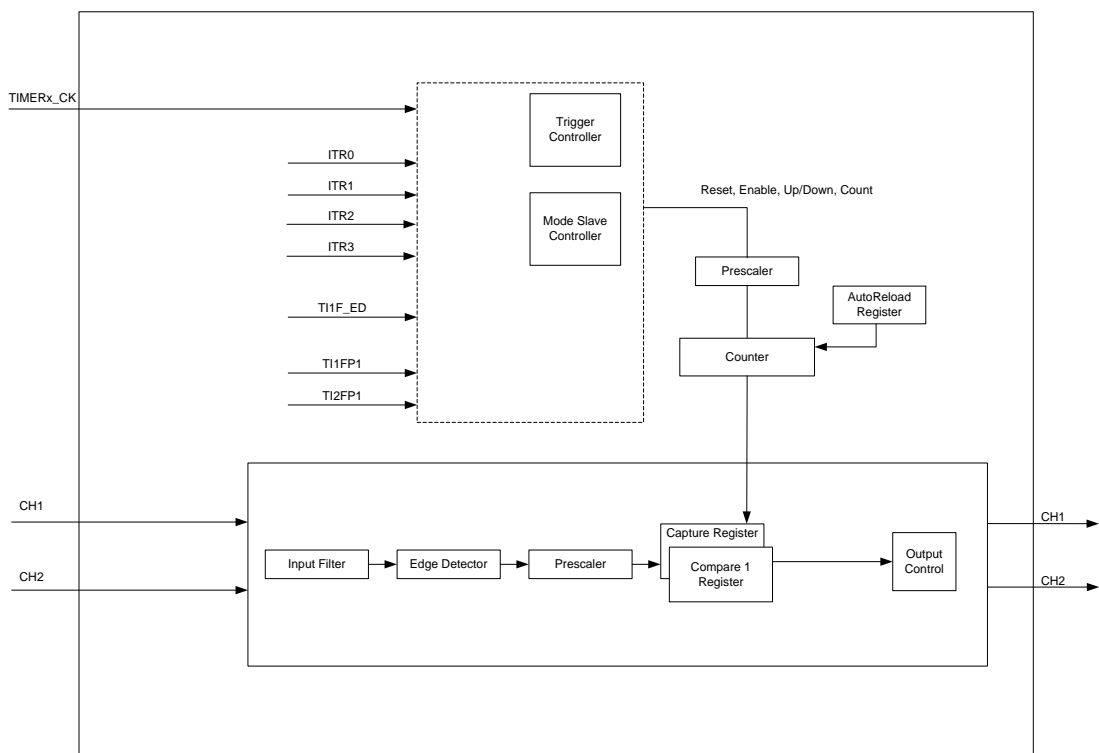 TIMERx_CK
Trigger
Controller
ITR0
ITR1
Reset, Enable, Up/Down, Count
ITR2
Mode Slave
Controller
ITR3
Prescaler
AutoReload
Register
TI1F_ED
Counter
TI1FP1
TI2FP1
CH1
CH1
Capture Register
Input Filter
Edge Detector
Prescaler
Compare 1
Register
Output
Control
CH2
CH2